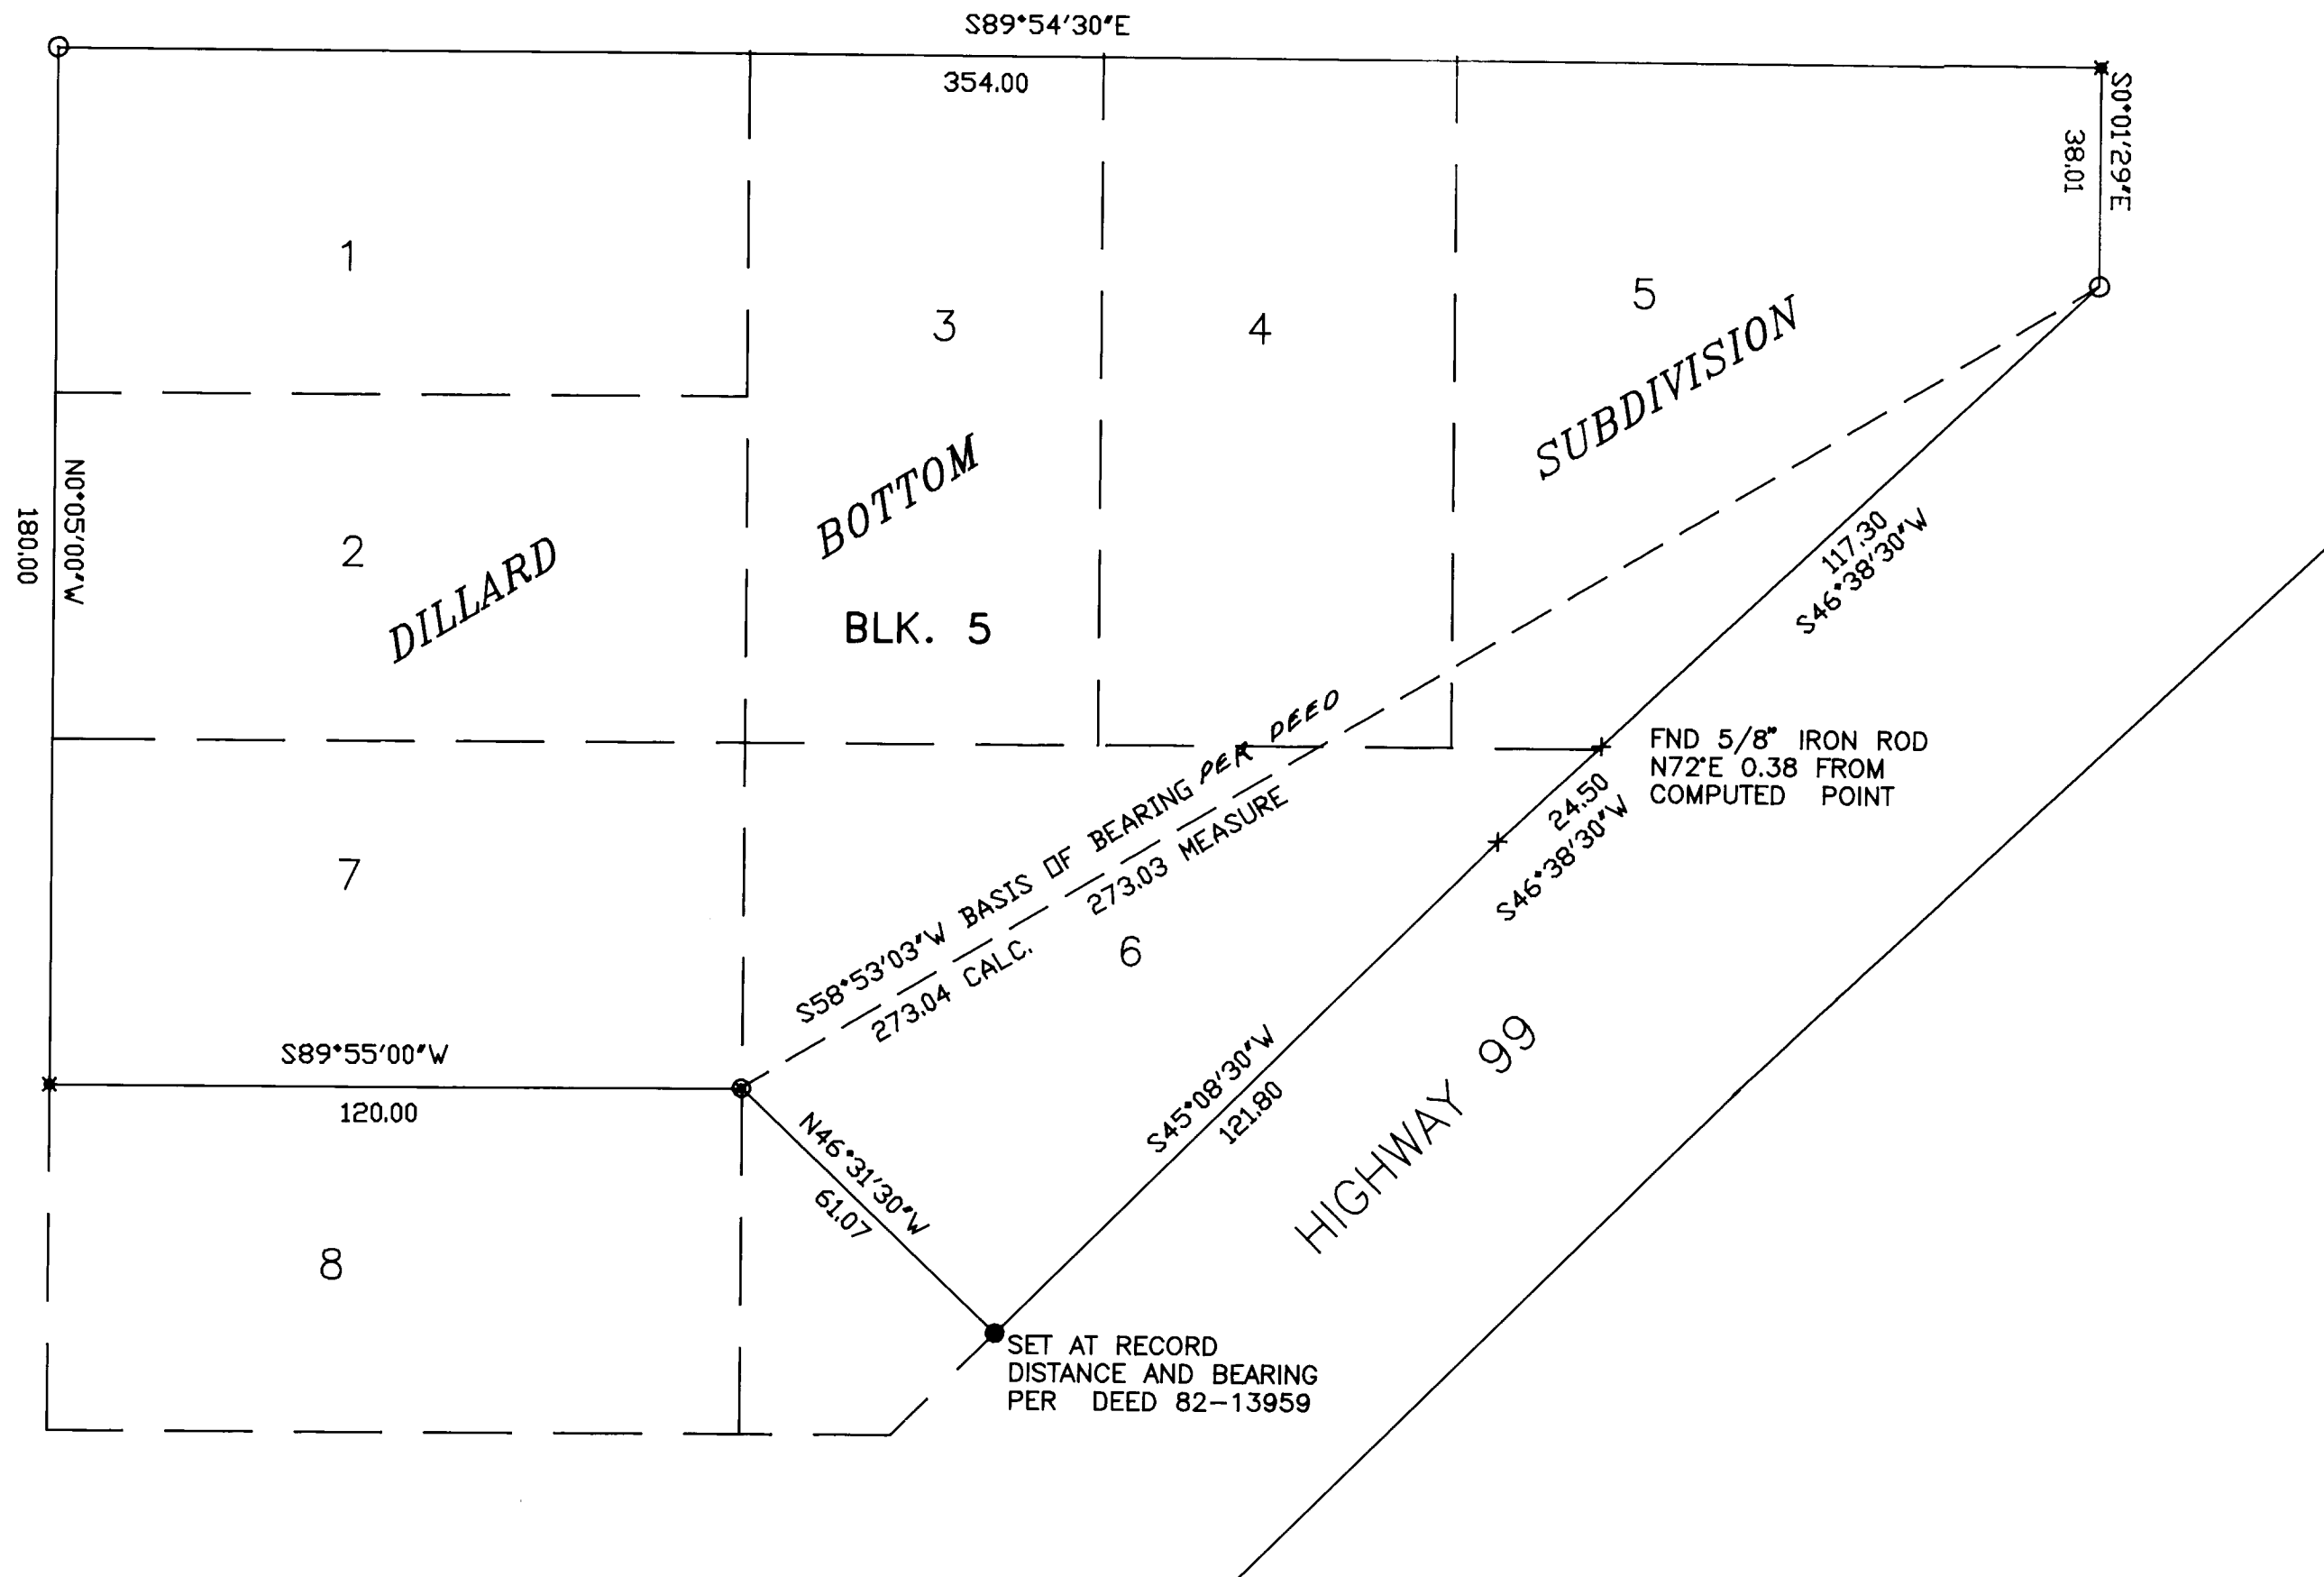 S89°54'30"E
354.00
S0°01'29"E
38.01
1
3
4
5
SUBDIVISION
BOTTOM
DILLARD
2
N0°05'00"W
180.00
BLK. 5
117.30
S46°38'30"W
FND 5/8" IRON ROD
N72°E 0.38 FROM
COMPUTED POINT
24.50
S46°38'30"W
S58°53'03"W BASIS OF BEARING PER DEED
273.04 CALC. 273.03 MEASURE
7
6
S89°55'00"W
120.00
N46°31'30"W
61.07
S45°08'30"W
121.80
HIGHWAY 99
8
SET AT RECORD
DISTANCE AND BEARING
PER DEED 82-13959